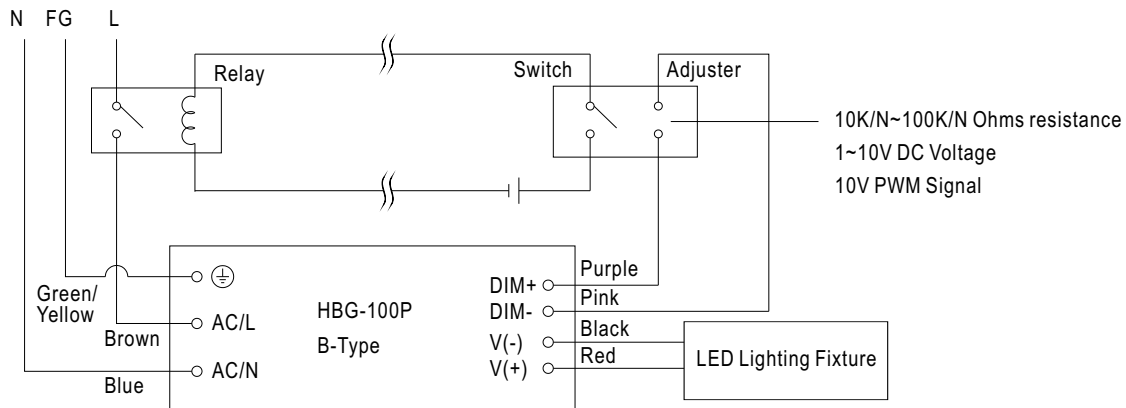 N FG L
Relay
Switch
Adjuster
10K/N~100K/N Ohms resistance
1~10V DC Voltage
10V PWM Signal
Green/
Yellow
Brown
Blue
AC/L
AC/N
HBG-100P
B-Type
DIM+
DIM-
V(-)
V(+)
Purple
Pink
Black
Red
LED Lighting Fixture